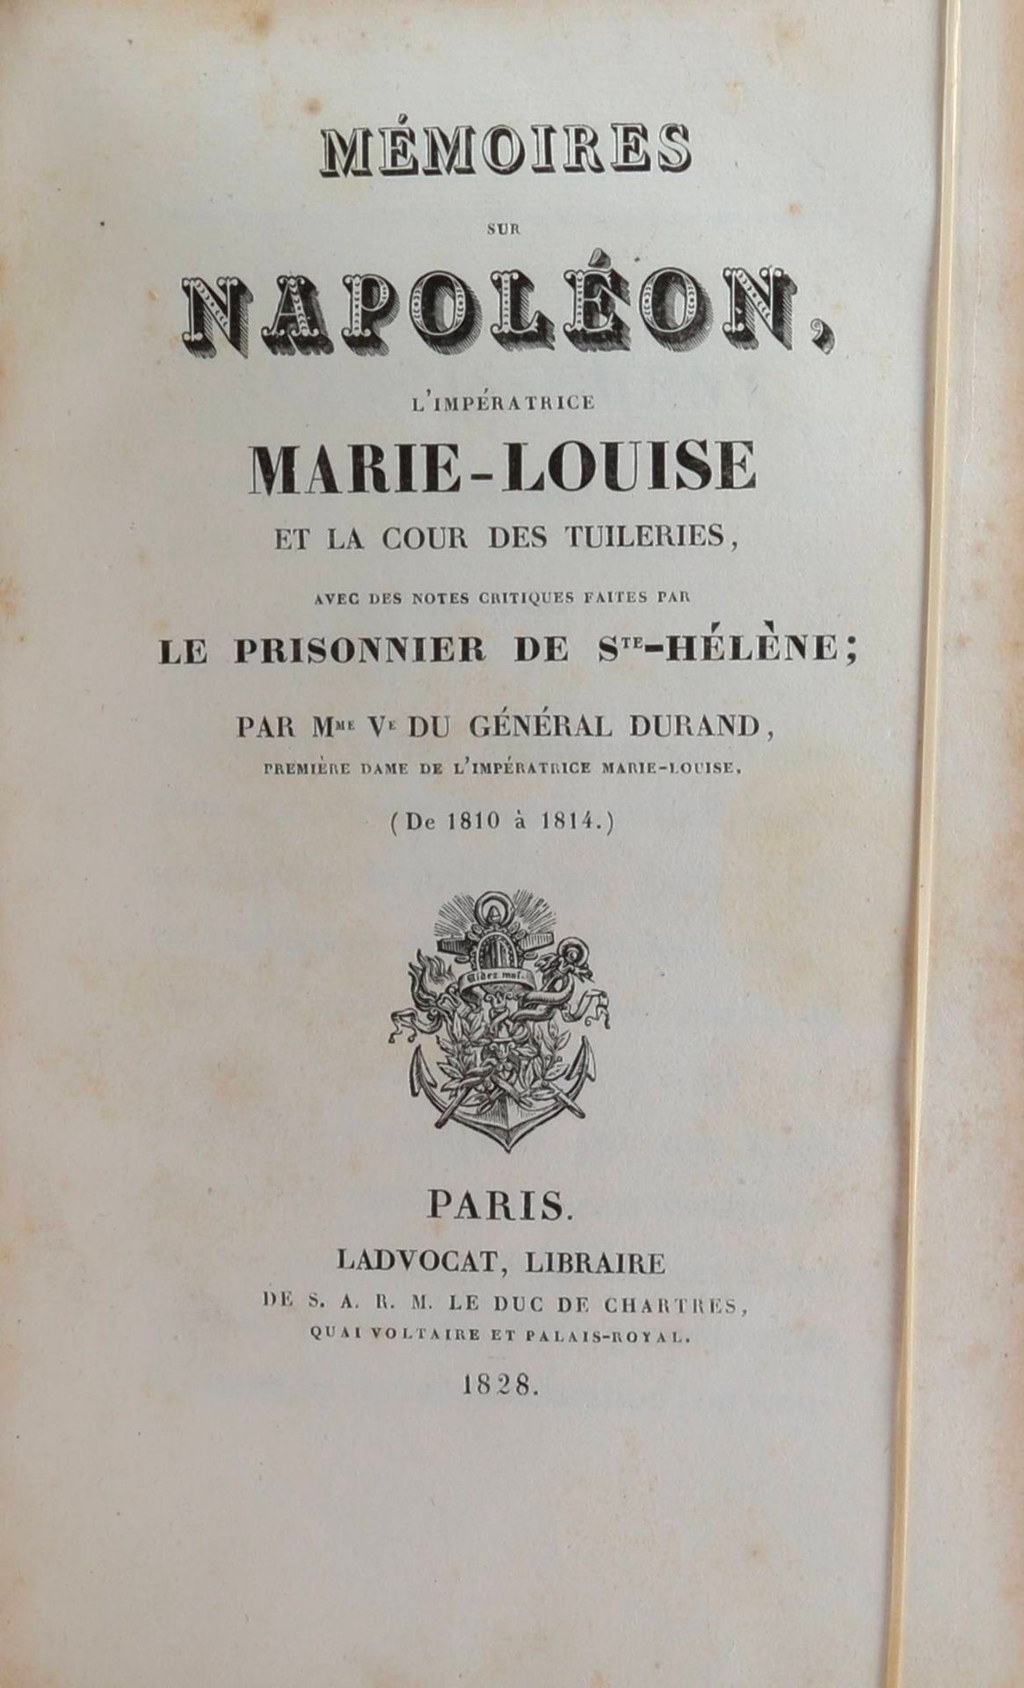 MÉMOIRES
SUR
NAPOLÉON,
L'IMPÉRATRICE
MARIE-LOUISE
ET LA COUR DES TUILERIES,
AVEC DES NOTES CRITIQUES FAITES PAR
LE PRISONNIER DE STE-HÉLÈNE;
PAR MME VE DU GÉNÉRAL DURAND,
PREMIÈRE DAME DE L'IMPÉRATRICE MARIE-LOUISE.
(De 1810 à 1814.)
Aidez moi.
PARIS.
LADVOCAT, LIBRAIRE
DE S. A. R. M. LE DUC DE CHARTRES,
QUAI VOLTAIRE ET PALAIS-ROYAL.
1828.